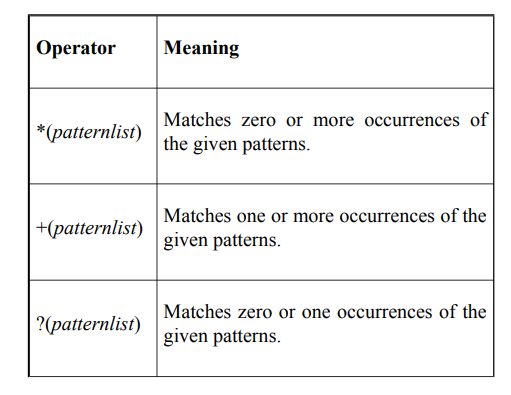 Operator Meaning
*(patternlist) Matches zero or more occurrences of
the given patterns.
+(patternlist) Matches one or more occurrences of the
given patterns.
?(patternlist) Matches zero or one occurrences of the
given patterns.